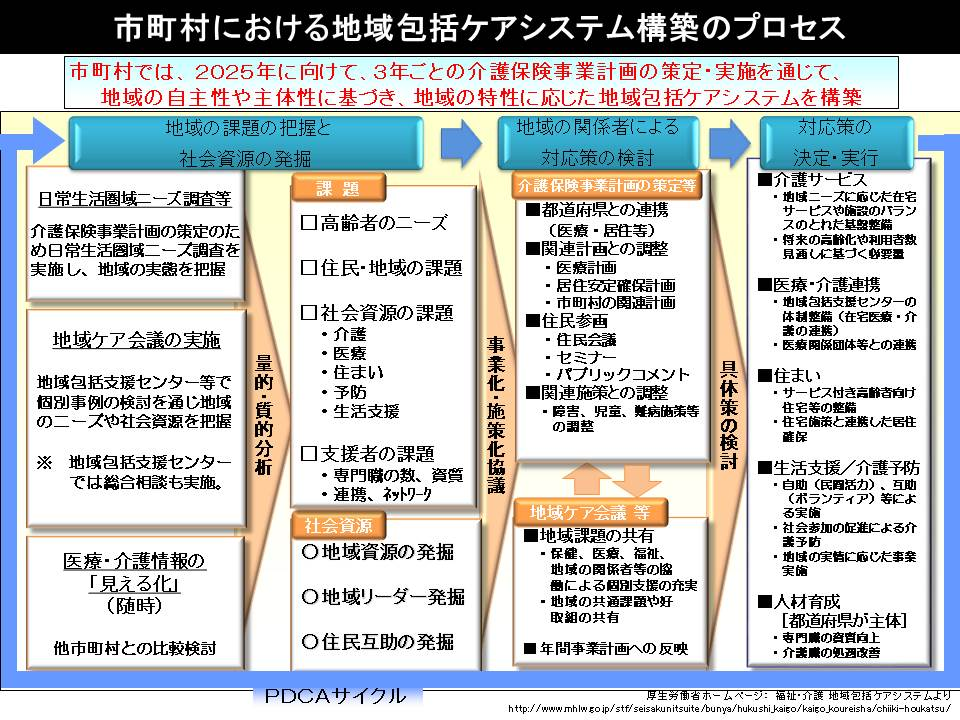 市町村における地域包括ケアシステム構築のプロセス
市町村では、2025年に向けて、3年ごとの介護保険事業計画の策定・実施を通じて、
地域の自主性や主体性に基づき、地域の特性に応じた地域包括ケアシステムを構築
地域の課題の把握と
社会資源の発掘
日常生活圏域ニーズ調査等
介護保険事業計画の策定のた
め日常生活圏域ニーズ調査を
実施し、地域の実態を把握
地域ケア会議の実施
地域包括支援センター等で
個別事例の検討を通じ地域
のニーズや社会資源を把握
※ 地域包括支援センター
では総合相談も実施。
医療・介護情報の
「見える化」
（随時）
他市町村との比較検討
量的・質的分析
課題
□高齢者のニーズ
□住民・地域の課題
□社会資源の課題
・介護
・医療
・住まい
・予防
・生活支援
□支援者の課題
・専門職の数、資質
・連携、ネットワーク
社会資源
○地域資源の発掘
○地域リーダー発掘
○住民互助の発掘
事業化・施策化協議
地域の関係者による
対応策の検討
介護保険事業計画の策定等
■都道府県との連携
（医療・居住等）
■関連計画との調整
・医療計画
・居住安定確保計画
・市町村の関連計画
■住民参画
・住民会議
・セミナー
・パブリックコメント
■関連施策との調整
・障害、児童、難病施策等
の調整
地域ケア会議 等
■地域課題の共有
・保健、医療、福祉、
地域の関係者等の協
働による個別支援の充実
・地域の共通課題や好
取組の共有
■年間事業計画への反映
具体策の検討
対応策の
決定・実行
■介護サービス
・地域ニーズに応じた在宅
サービスや施設のバランス
のとれた基盤整備
・将来の高齢化や利用者数
見通しに基づく必要量
■医療・介護連携
・地域包括支援センターの
体制整備（在宅医療・介
護の連携）
・医療関係団体等との連携
■住まい
・サービス付き高齢者向け
住宅等の整備
・住宅施策と連携した居住
確保
■生活支援／介護予防
・自助（民間活力）、互助
（ボランティア）等によ
る実施
・社会参加の促進による介
護予防
・地域の実情に応じた事業
実施
■人材育成
［都道府県が主体］
・専門職の資質向上
・介護職の処遇改善
PDCAサイクル
厚生労働省ホームページ： 福祉・介護 地域包括ケアシステムより
http://www.mhlw.go.jp/stf/seisakunitsuite/bunya/hukushi_kaigo/kaigo_koureisha/chiiki-houkatsu/